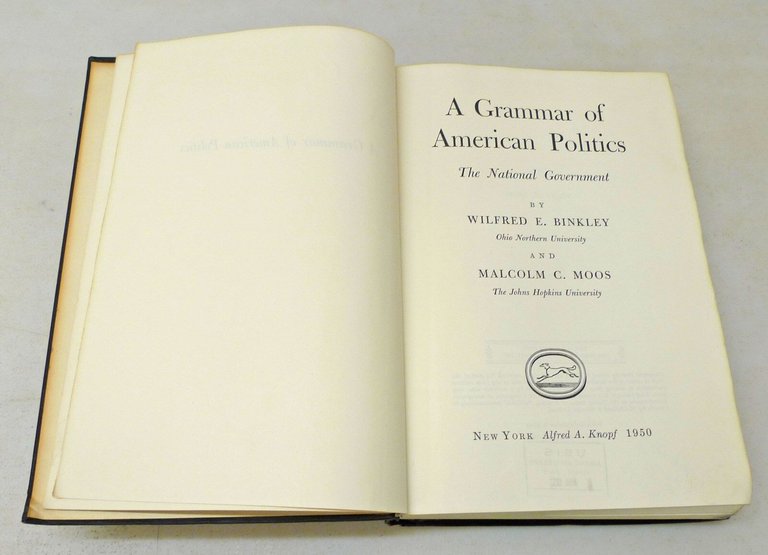 A Grammar of
American Politics
The National Government
BY
WILFRED E. BINKLEY
Ohio Northern University
AND
MALCOLM C. MOOS
The Johns Hopkins University
NEW YORK Alfred A. Knopf 1950